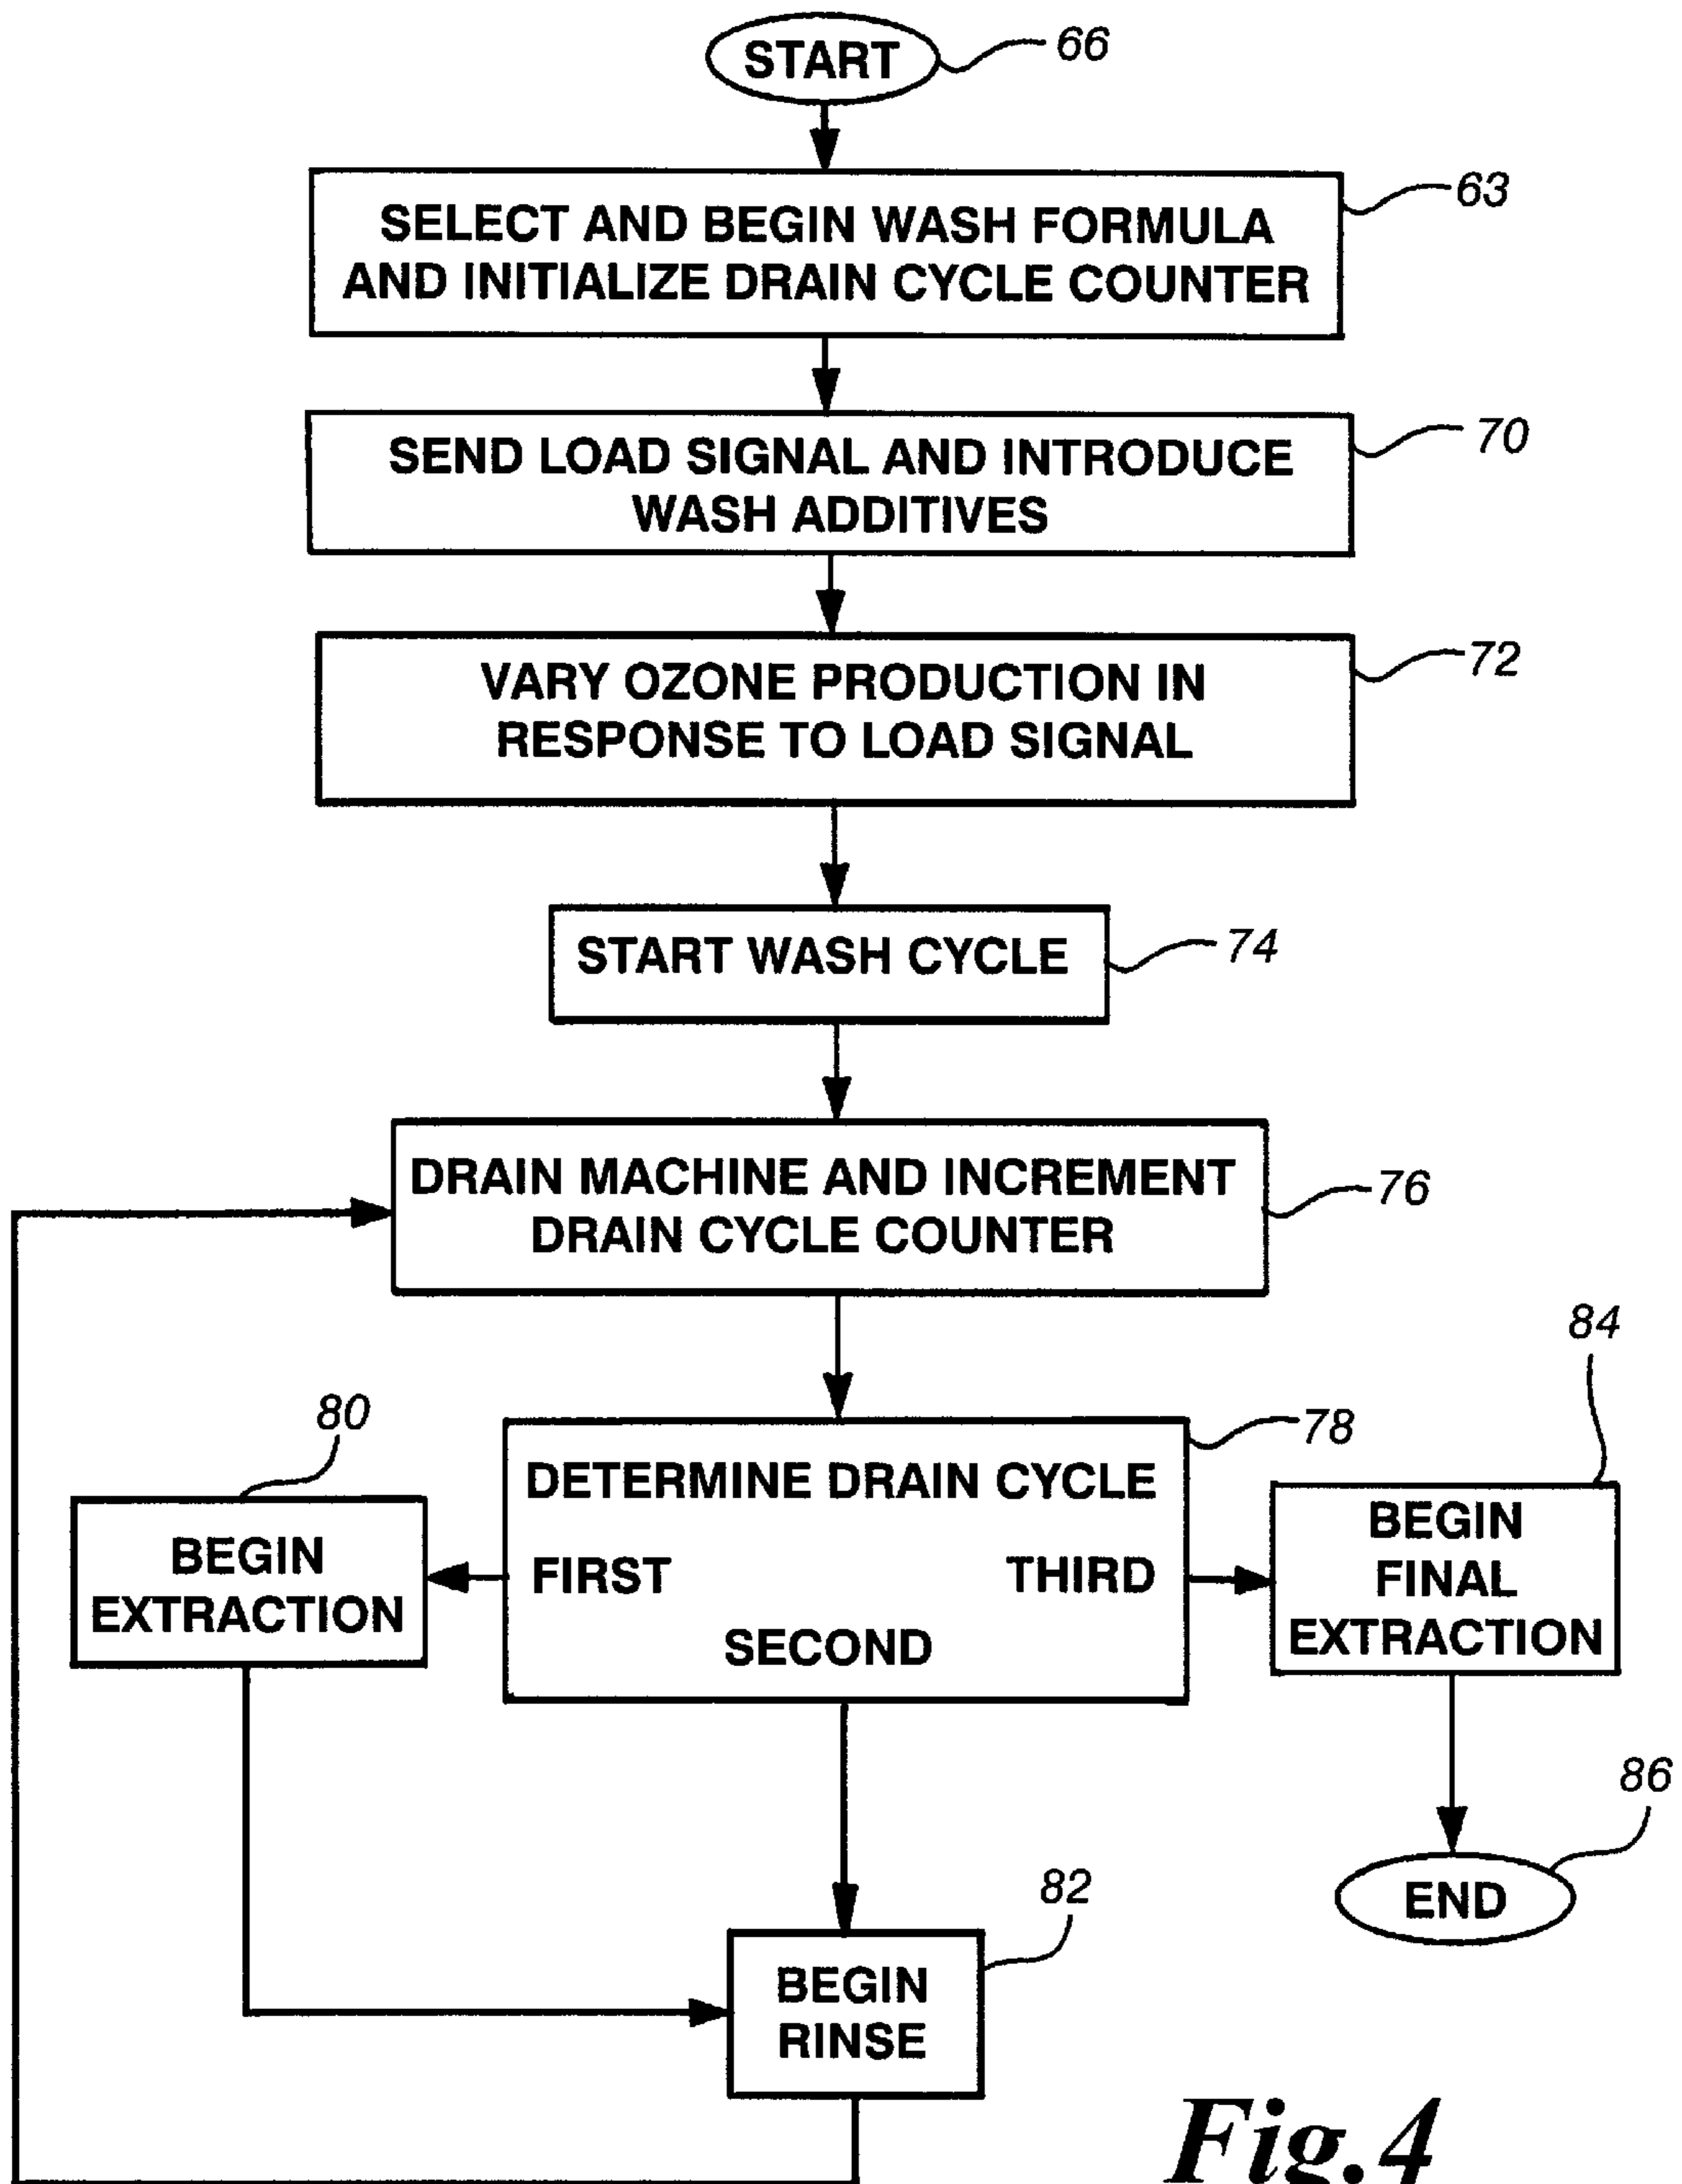 START
66
SELECT AND BEGIN WASH FORMULA
AND INITIALIZE DRAIN CYCLE COUNTER
63
SEND LOAD SIGNAL AND INTRODUCE
WASH ADDITIVES
70
VARY OZONE PRODUCTION IN
RESPONSE TO LOAD SIGNAL
72
START WASH CYCLE
74
DRAIN MACHINE AND INCREMENT
DRAIN CYCLE COUNTER
76
DETERMINE DRAIN CYCLE
78
FIRST
THIRD
SECOND
80
BEGIN
EXTRACTION
84
BEGIN
FINAL
EXTRACTION
86
END
82
BEGIN
RINSE
Fig.4